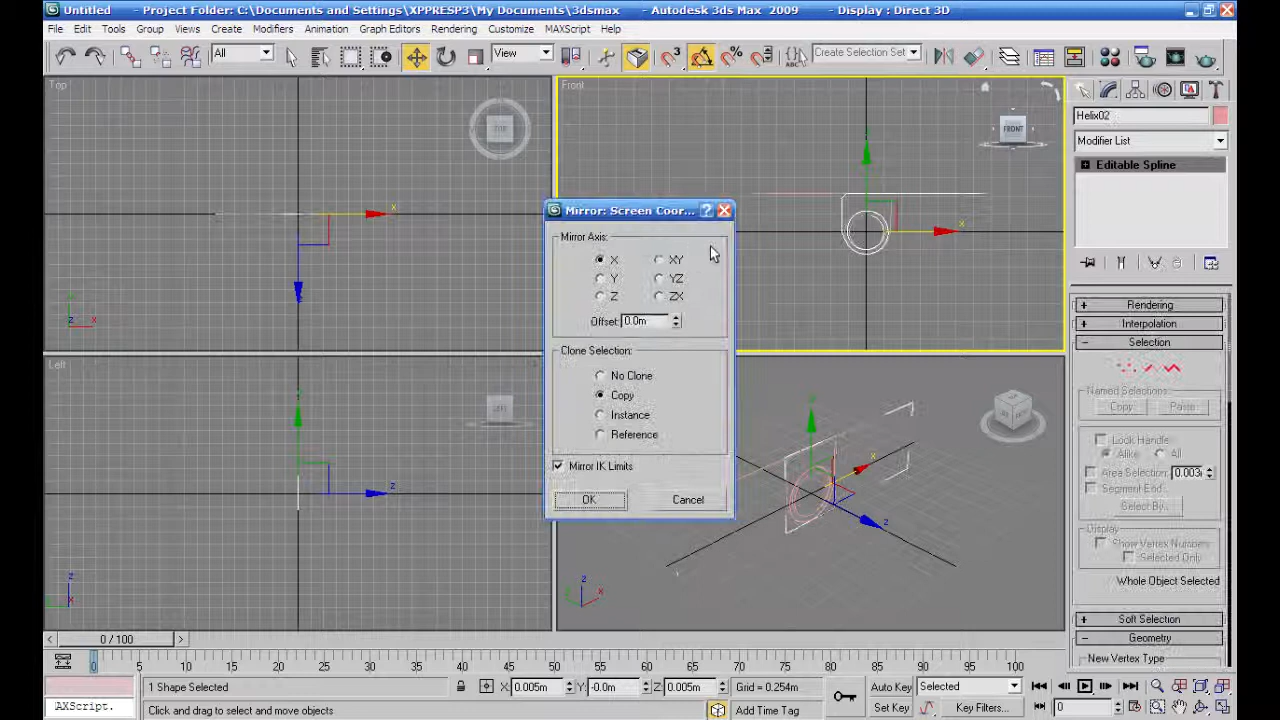 Untitled - Project Folder: C:\Documents and Settings\XPPRESP3\My Documents\3dsmax - Autodesk 3ds Max 2009 - Display : Direct 3D
File Edit Tools Group Views Create Modifiers Animation Graph Editors Rendering Customize MAXScript Help
All View Create Selection Set
Top
TOP
Front
FRONT
Helix02
Modifier List
Editable Spline
Mirror: Screen Coor...
Mirror Axis:
X XY
Y YZ
Z ZX
Offset: 0.0m
Clone Selection:
No Clone
Copy
Instance
Reference
Mirror IK Limits
OK Cancel
Left
Rendering
Interpolation
Selection
Named Selections:
Copy Paste
Lock Handles
Alike All
Area Selection: 0.003
Segment End
Select By...
Display
Show Vertex Numbers
Selected Only
Whole Object Selected
Soft Selection
Geometry
New Vertex Type
0 / 100
0 5 10 15 20 25 30 35 40 45 50 55 60 65 70 75 80 85 90 95 100
1 Shape Selected X: 0.005m Y: -0.0m Z: 0.005m Grid = 0.254m Auto Key Selected
AXScript. Click and drag to select and move objects Add Time Tag Set Key Key Filters... 0